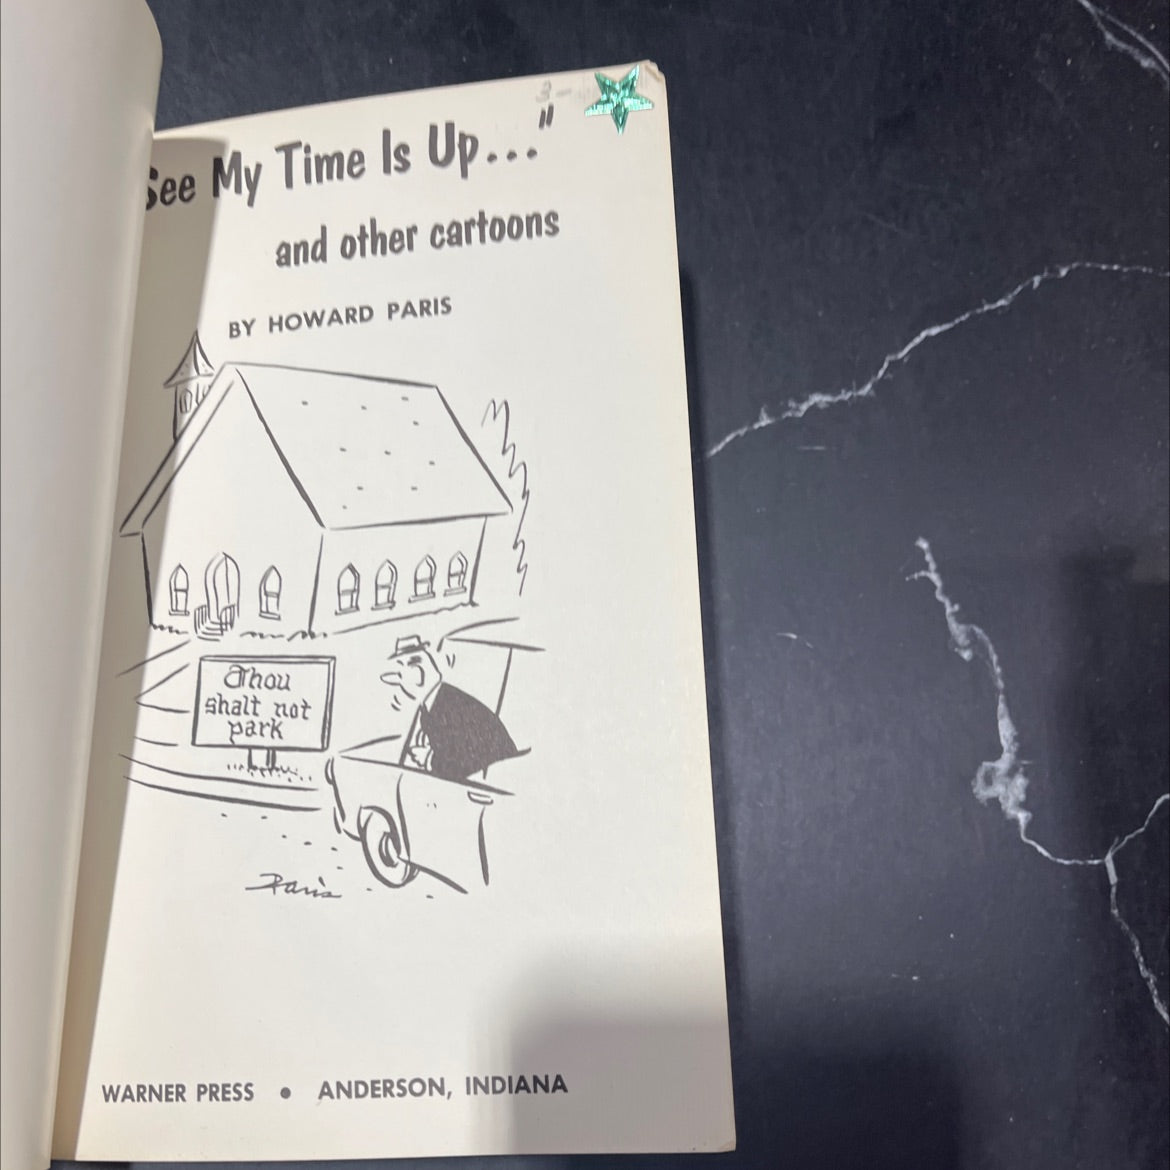 See My Time Is Up..."
and other cartoons
BY HOWARD PARIS
Thou
shalt not
park
Paris
WARNER PRESS • ANDERSON, INDIANA